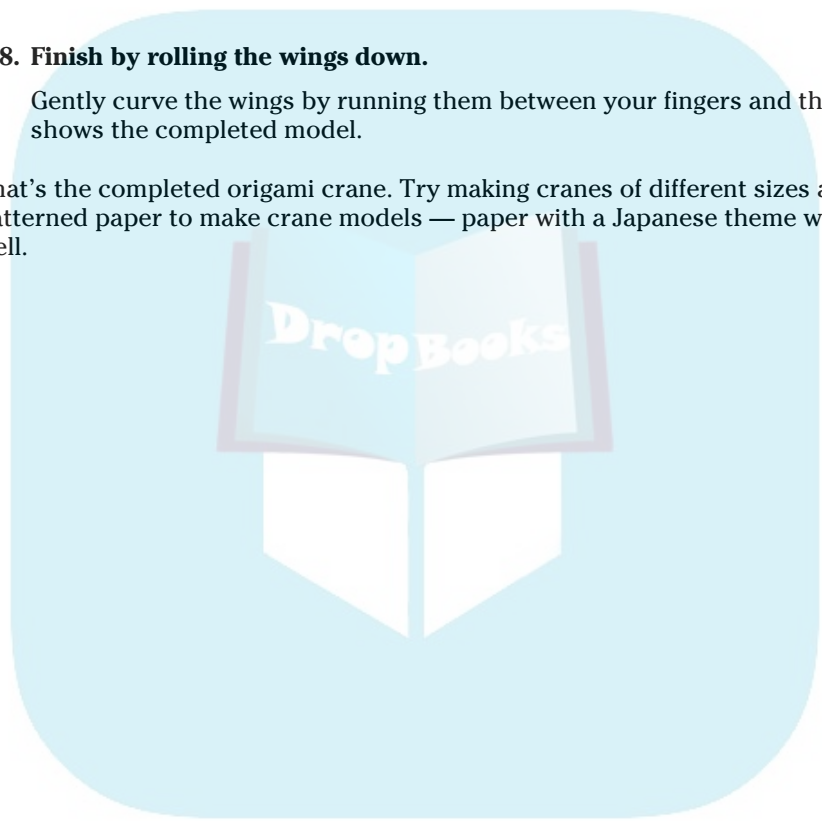 8. Finish by rolling the wings down.
Gently curve the wings by running them between your fingers and th
shows the completed model.
hat’s the completed origami crane. Try making cranes of different sizes a
tterned paper to make crane models — paper with a Japanese theme w
ell.
DropBooks